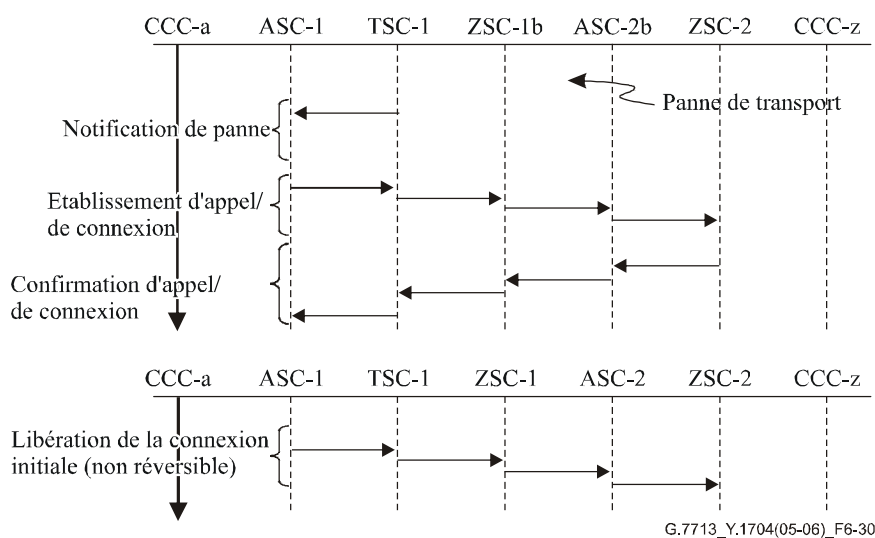 CCC-a ASC-1 TSC-1 ZSC-1b ASC-2b ZSC-2 CCC-z
Panne de transport
Notification de panne
Etablissement d'appel/
de connexion
Confirmation d'appel/
de connexion
CCC-a ASC-1 TSC-1 ZSC-1 ASC-2 ZSC-2 CCC-z
Libération de la connexion
initiale (non réversible)
G.7713_Y.1704(05-06)_F6-30